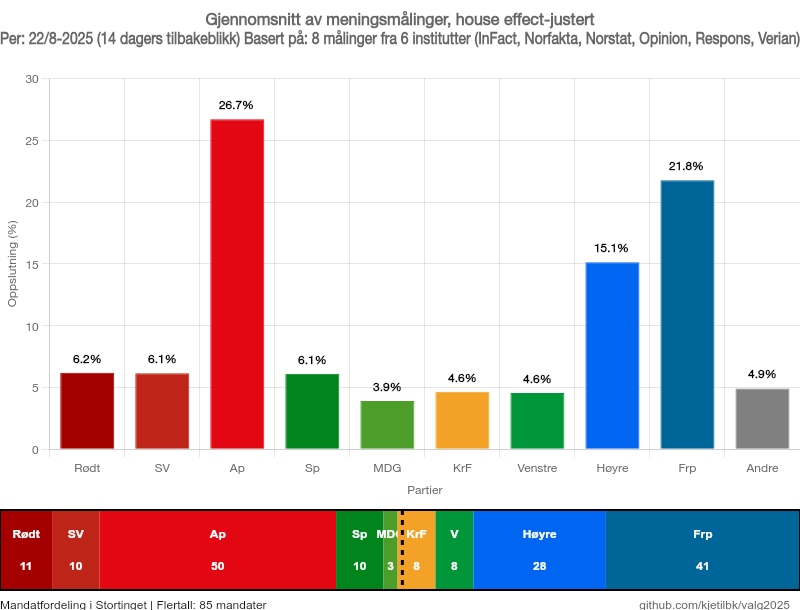 Gjennomsnitt av meningsmålinger, house effect-justert
Per: 22/8-2025 (14 dagers tilbakeblikk) Basert på: 8 målinger fra 6 institutter (InFact, Norfakta, Norstat, Opinion, Respons, Verian)
Oppslutning (%)
30
25
20
15
10
5
0
6.2%
6.1%
26.7%
6.1%
3.9%
4.6%
4.6%
15.1%
21.8%
4.9%
Rødt SV Ap Sp MDG KrF Venstre Høyre Frp Andre
Partier
Rødt SV Ap Sp MDG KrF V Høyre Frp
11 10 50 10 3 8 8 28 41
Mandatfordeling i Stortinget | Flertall: 85 mandater
github.com/kjetilbk/valg2025